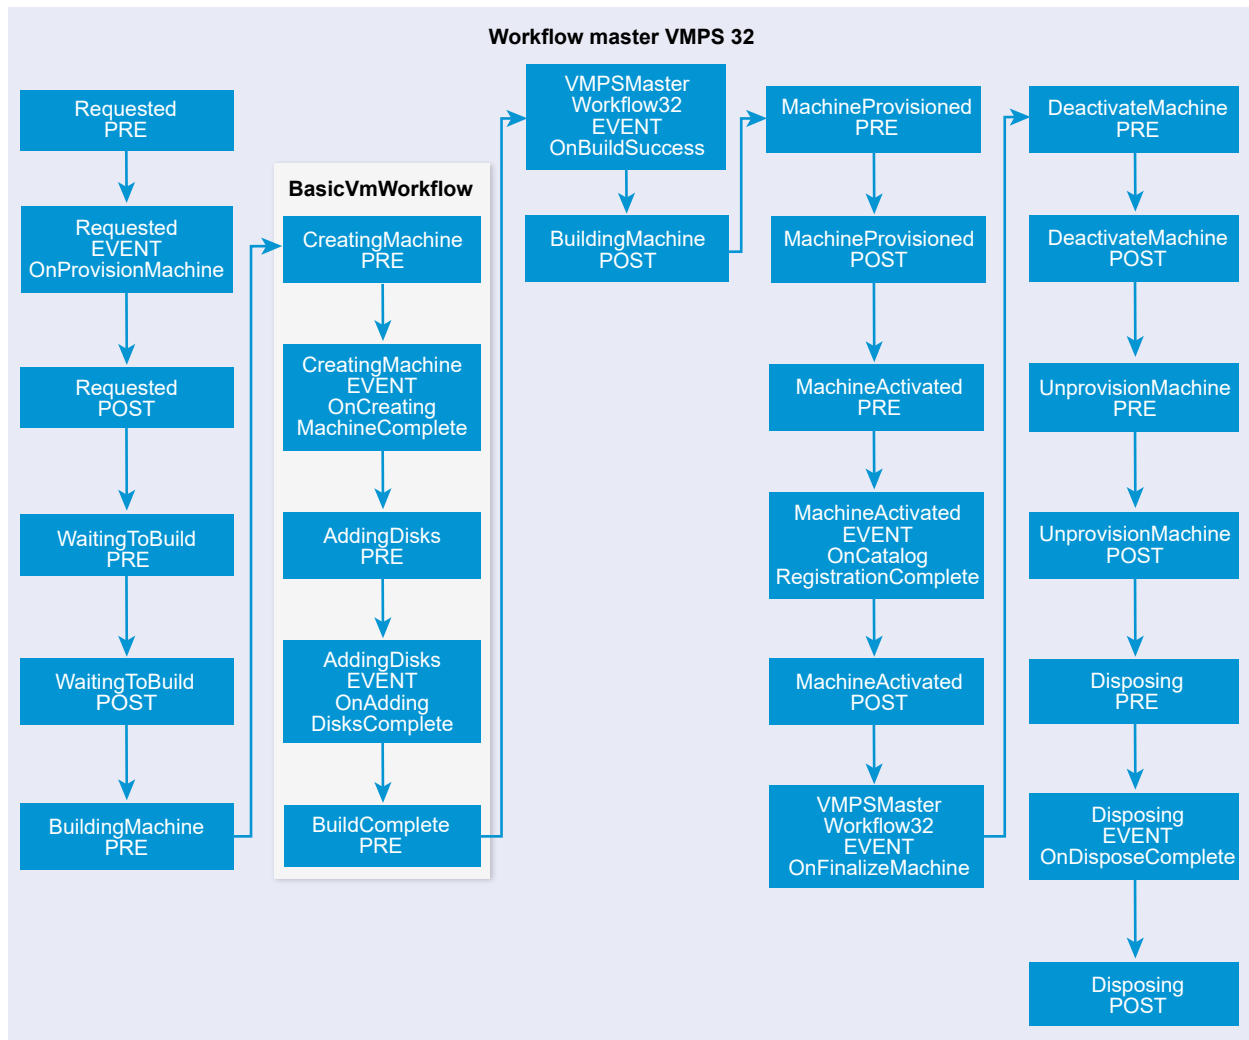 Workflow master VMPS 32
Requested
PRE
Requested
EVENT
OnProvisionMachine
Requested
POST
WaitingToBuild
PRE
WaitingToBuild
POST
BuildingMachine
PRE
BasicVmWorkflow
CreatingMachine
PRE
CreatingMachine
EVENT
OnCreating
MachineComplete
AddingDisks
PRE
AddingDisks
EVENT
OnAdding
DisksComplete
BuildComplete
PRE
VMPSMaster
Workflow32
EVENT
OnBuildSuccess
BuildingMachine
POST
MachineProvisioned
PRE
MachineProvisioned
POST
MachineActivated
PRE
MachineActivated
EVENT
OnCatalog
RegistrationComplete
MachineActivated
POST
VMPSMaster
Workflow32
EVENT
OnFinalizeMachine
DeactivateMachine
PRE
DeactivateMachine
POST
UnprovisionMachine
PRE
UnprovisionMachine
POST
Disposing
PRE
Disposing
EVENT
OnDisposeComplete
Disposing
POST